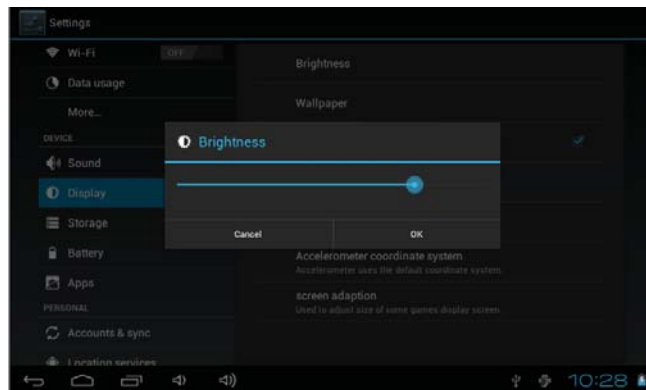 Settings
Wi-Fi
OFF
Data usage
More...
DEVICE
Sound
Display
Storage
Battery
Apps
PERSONAL
Accounts & sync
Location services
Brightness
Wallpaper
Brightness
Cancel
OK
Accelerometer coordinate system
Accelerometer uses the default coordinate system.
screen adaption
Used to adjust size of some games display screen
10:28